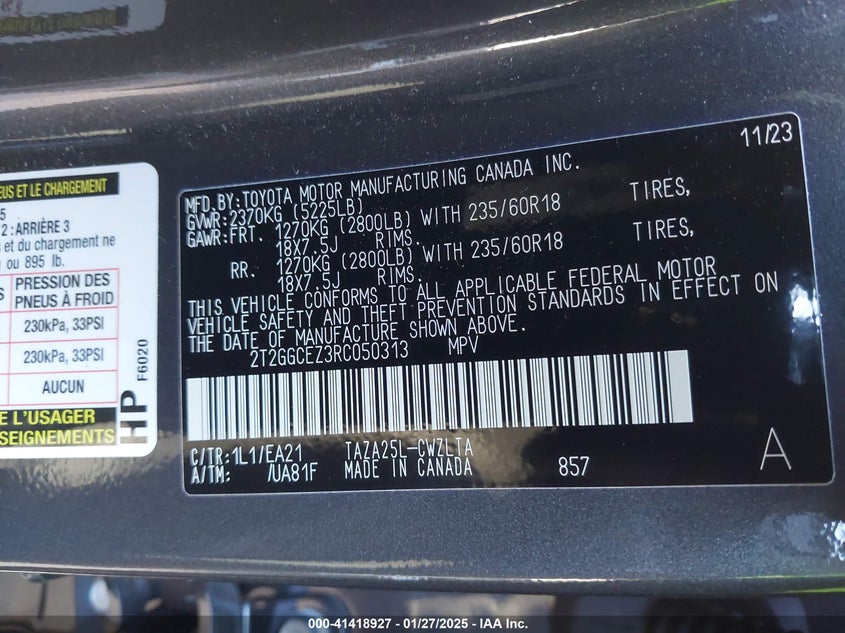 EUS ET LE CHARGEMENT
5
2 : ARRIÈRE 3
et du chargement ne
ou 895 lb.
PRESSION DES
PNEUS À FROID
230kPa, 33PSI
230kPa, 33PSI
AUCUN
E L'USAGER
SEIGNEMENTS
HP
F6020
11/23
MFD.BY:TOYOTA MOTOR MANUFACTURING CANADA INC.
GVWR:2370KG (5225LB)
GAWR:FRT. 1270KG (2800LB) WITH 235/60R18 TIRES,
18X7.5J RIMS.
RR. 1270KG (2800LB) WITH 235/60R18 TIRES,
18X7.5J RIMS.
THIS VEHICLE CONFORMS TO ALL APPLICABLE FEDERAL MOTOR
VEHICLE SAFETY AND THEFT PREVENTION STANDARDS IN EFFECT ON
THE DATE OF MANUFACTURE SHOWN ABOVE.
2T2GGCEZ3RC050313 MPV
C/TR:1L1/EA21 TAZA25L-CWZLTA
A/TM: /UA81F MADE IN CANADA 857
A
000-41418927 — 01/27/2025 — IAA Inc.